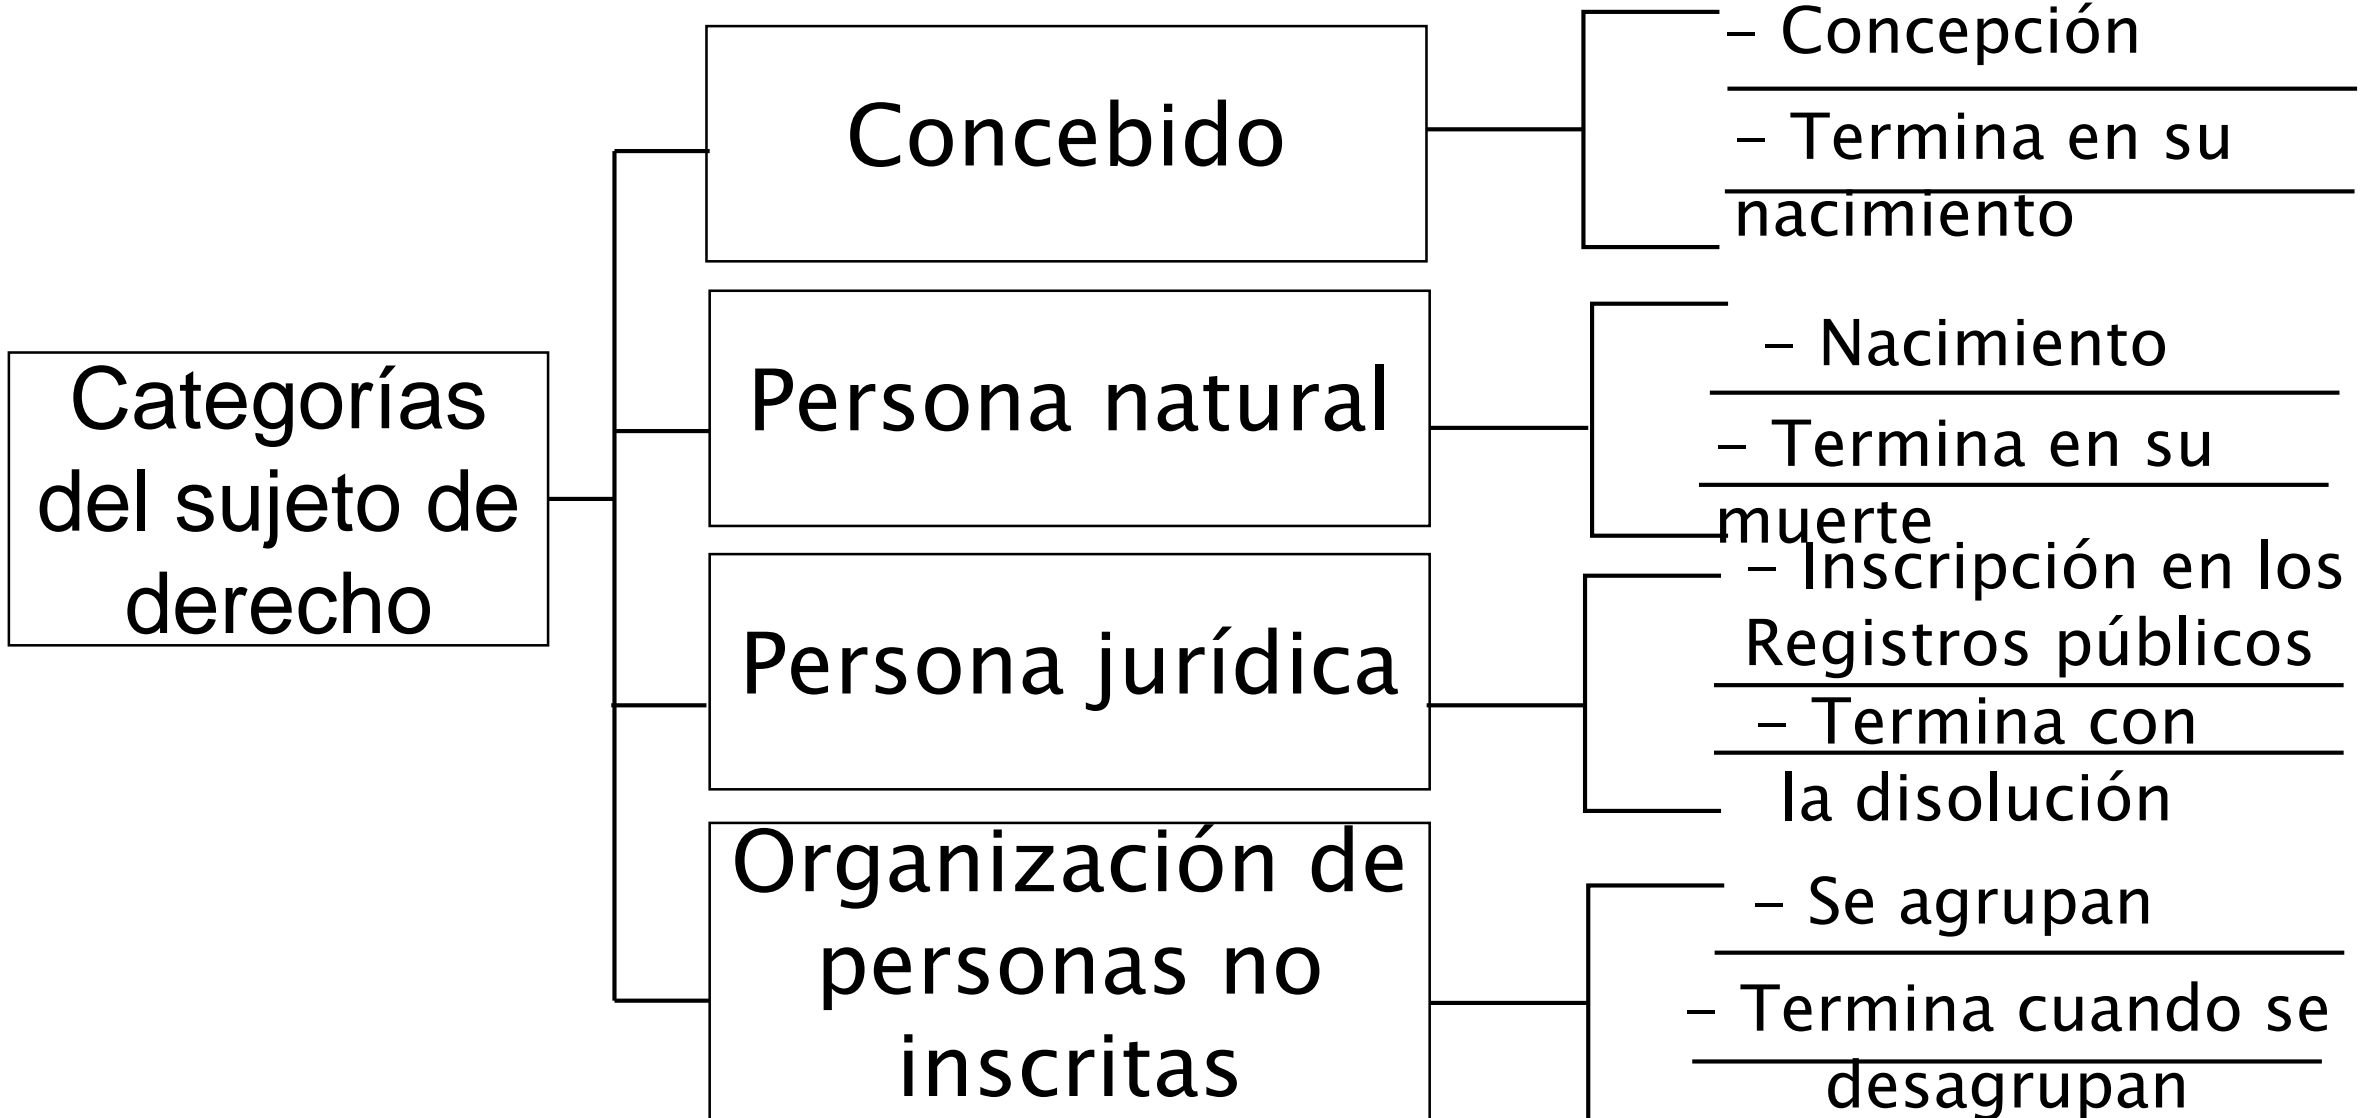 Categorías
del sujeto de
derecho
Concebido
– Concepción
– Termina en su
nacimiento
Persona natural
– Nacimiento
– Termina en su
muerte
Persona jurídica
– Inscripción en los
Registros públicos
– Termina con
la disolución
Organización de
personas no
inscritas
– Se agrupan
– Termina cuando se
desagrupan